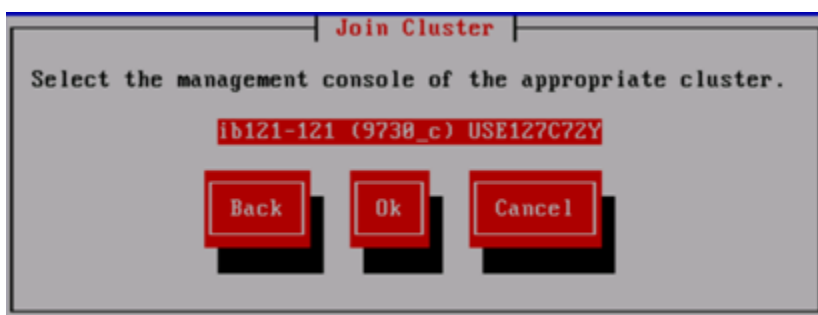 Join Cluster
Select the management console of the appropriate cluster.
ib121-121 (9730_c) USE127C72Y
Back Ok Cancel